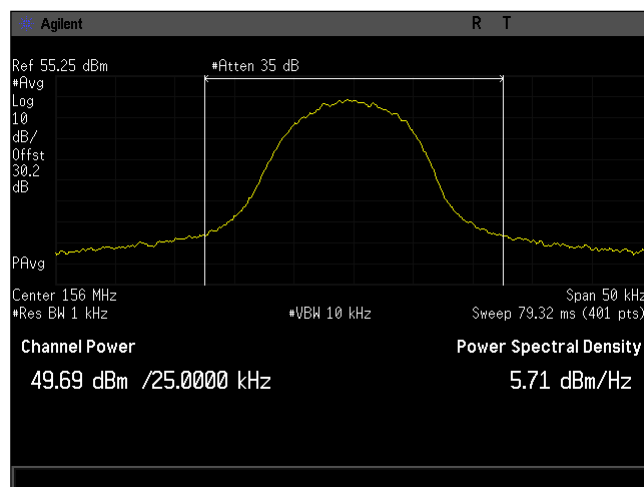 Agilent R T
Ref 55.25 dBm #Atten 35 dB
#Avg
Log
10
dB/
Offst
30.2
dB
PAvg
Center 156 MHz Span 50 kHz
#Res BW 1 kHz #VBW 10 kHz Sweep 79.32 ms (401 pts)
Channel Power Power Spectral Density
49.69 dBm /25.0000 kHz 5.71 dBm/Hz